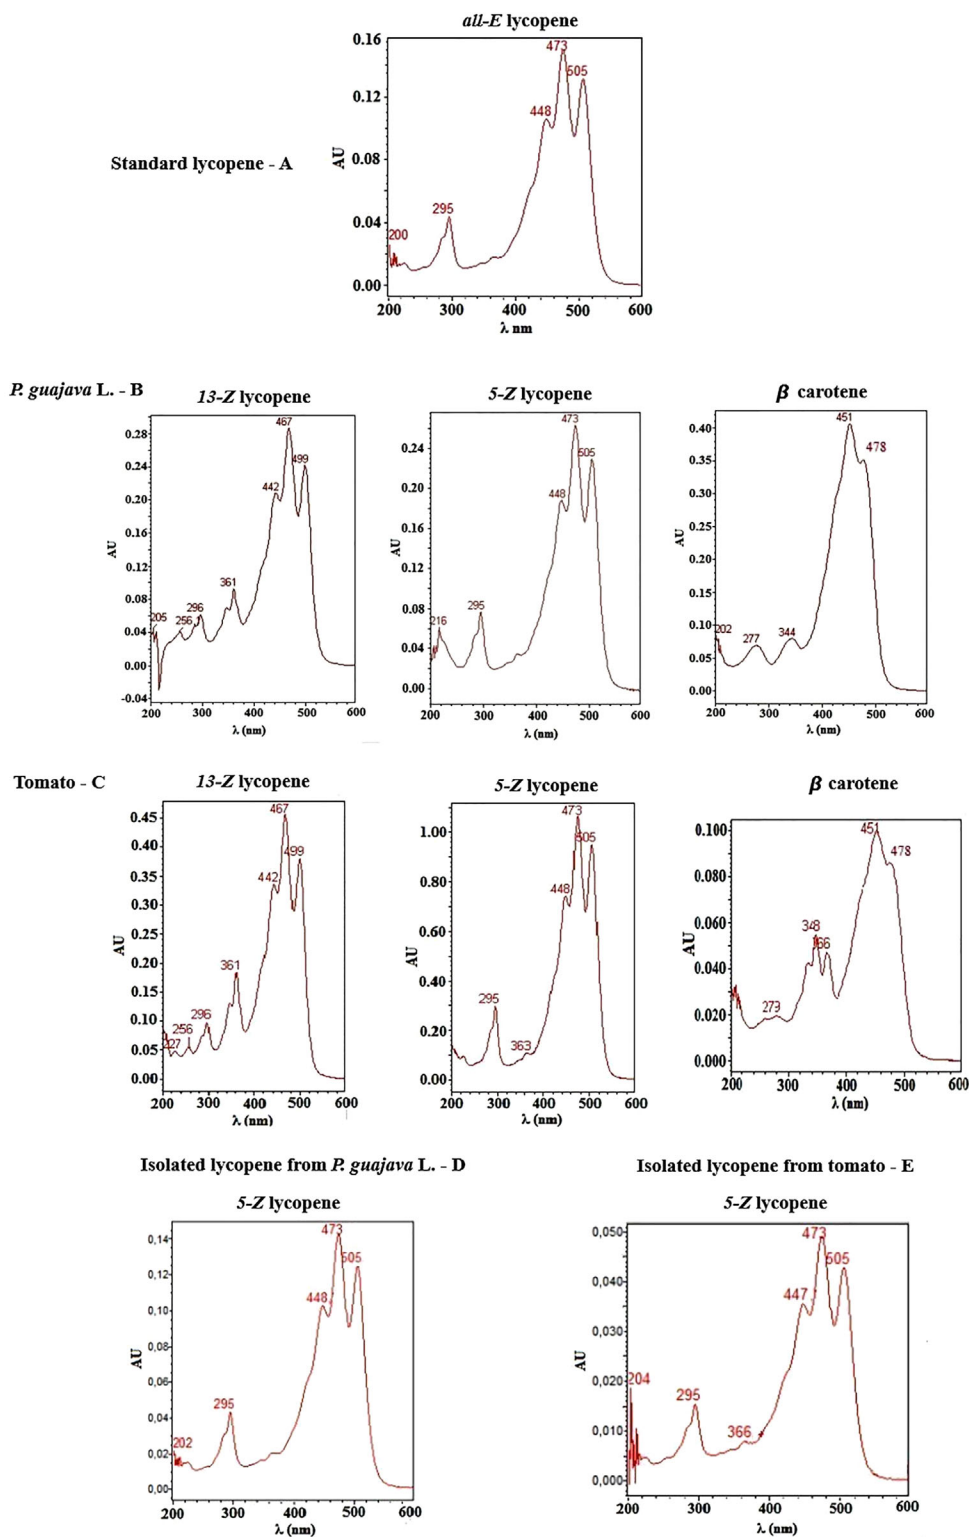 all-E lycopene
Standard lycopene - A
AU
0.16
0.12
0.08
0.04
0.00
200
295
448
473
505
200 300 400 500 600
λ nm
P. guajava L. - B
13-Z lycopene
AU
0.28
0.24
0.20
0.16
0.12
0.08
0.04
0.00
-0.04
205
256
296
361
442
467
499
200 300 400 500 600
λ (nm)
5-Z lycopene
AU
0.24
0.20
0.16
0.12
0.08
0.04
0.00
216
295
448
473
505
200 300 400 500 600
λ (nm)
β carotene
AU
0.40
0.35
0.30
0.25
0.20
0.15
0.10
0.05
0.00
202
277
344
451
478
200 300 400 500 600
λ (nm)
Tomato - C
13-Z lycopene
AU
0.45
0.40
0.35
0.30
0.25
0.20
0.15
0.10
0.05
0.00
227
256
296
361
442
467
499
200 300 400 500 600
λ (nm)
5-Z lycopene
AU
1.00
0.80
0.60
0.40
0.20
0.00
295
363
448
473
505
200 300 400 500 600
λ (nm)
β carotene
AU
0.100
0.080
0.060
0.040
0.020
0.000
273
348
366
451
478
200 300 400 500 600
λ (nm)
Isolated lycopene from P. guajava L. - D
5-Z lycopene
AU
0,14
0,12
0,10
0,08
0,06
0,04
0,02
0,00
202
295
448
473
505
200 300 400 500 600
λ (nm)
Isolated lycopene from tomato - E
5-Z lycopene
AU
0,050
0,040
0,030
0,020
0,010
0,000
204
295
366
447
473
505
200 300 400 500 600
λ (nm)